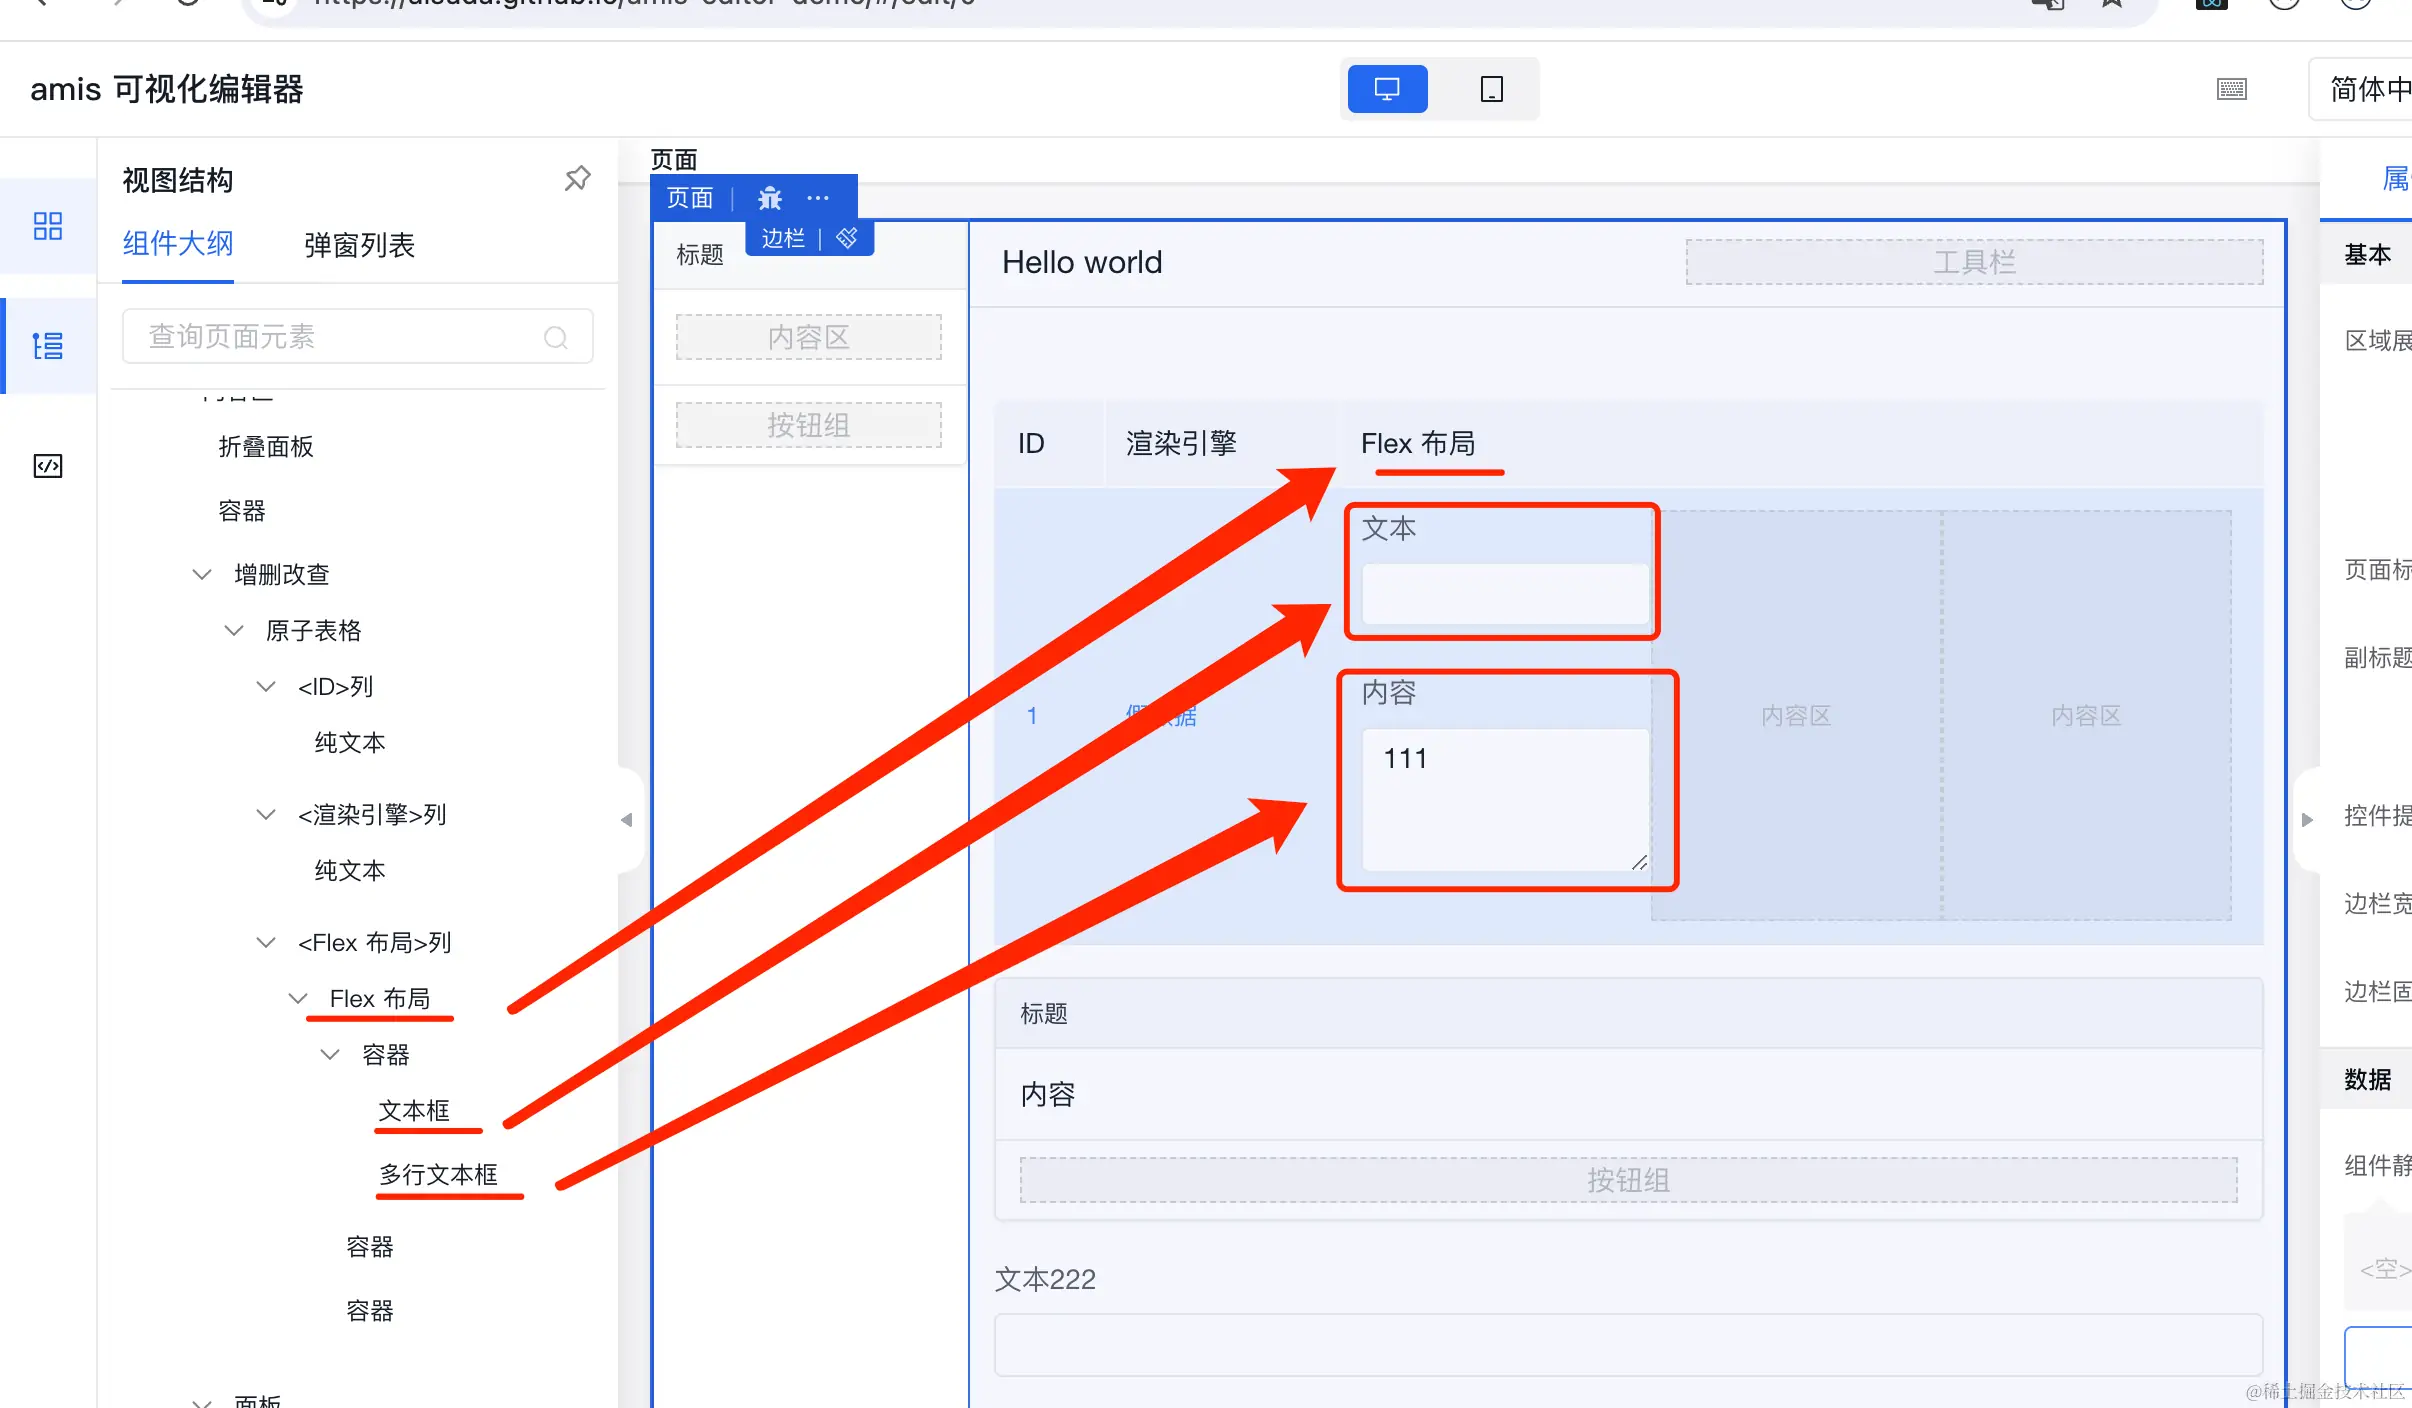 amis 可视化编辑器
简体中
视图结构
组件大纲
弹窗列表
查询页面元素
折叠面板
容器
增删改查
原子表格
<ID>列
纯文本
<渲染引擎>列
纯文本
<Flex 布局>列
Flex 布局
容器
文本框
多行文本框
容器
容器
面板
页面
页面
边栏
标题
内容区
按钮组
Hello world
工具栏
ID
渲染引擎
Flex 布局
1
文本
内容
111
内容区
内容区
标题
内容
按钮组
文本222
属
基本
区域展
页面标
副标题
控件提
边栏宽
边栏固
数据
组件静
<空>
@稀土掘金技术社区